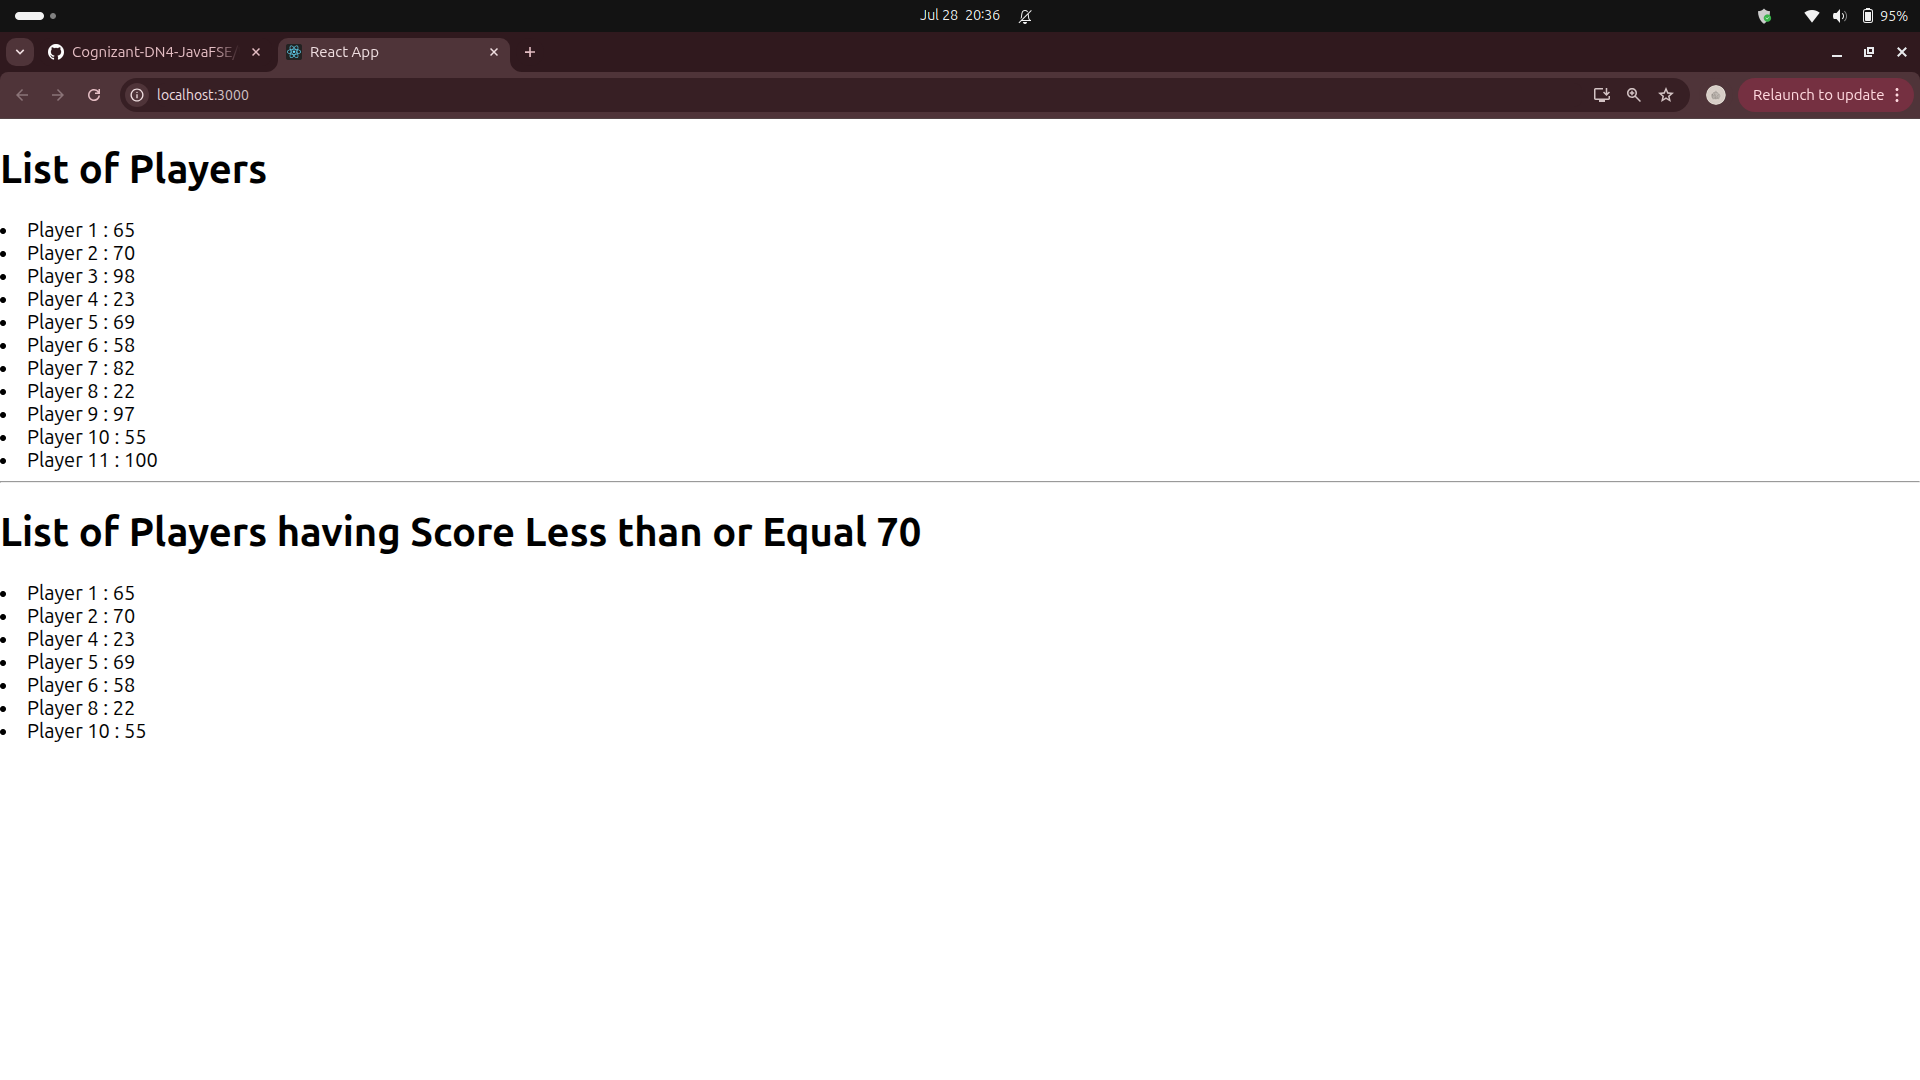 Jul 28 20:36
95%
Cognizant-DN4-JavaFSE/
React App
localhost:3000
Relaunch to update
List of Players
Player 1 : 65
Player 2 : 70
Player 3 : 98
Player 4 : 23
Player 5 : 69
Player 6 : 58
Player 7 : 82
Player 8 : 22
Player 9 : 97
Player 10 : 55
Player 11 : 100
List of Players having Score Less than or Equal 70
Player 1 : 65
Player 2 : 70
Player 4 : 23
Player 5 : 69
Player 6 : 58
Player 8 : 22
Player 10 : 55